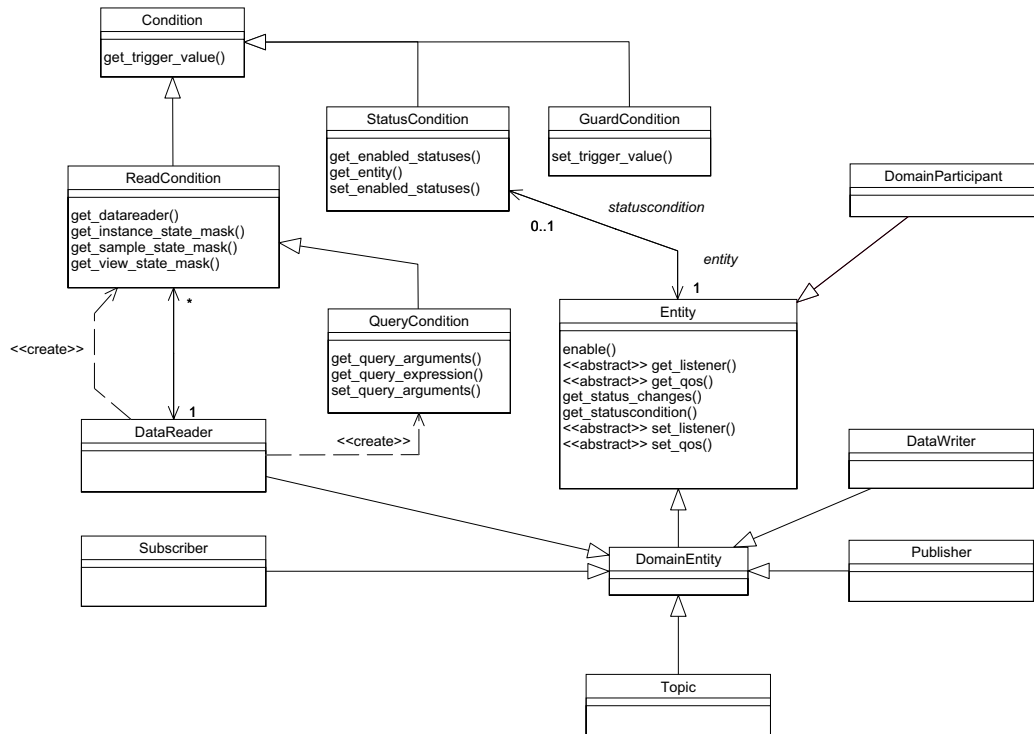 Condition
get_trigger_value()
StatusCondition
get_enabled_statuses()
get_entity()
set_enabled_statuses()
GuardCondition
set_trigger_value()
ReadCondition
get_datareader()
get_instance_state_mask()
get_sample_state_mask()
get_view_state_mask()
DomainParticipant
statuscondition
0..1
entity
1
*
<<create>>
QueryCondition
get_query_arguments()
get_query_expression()
set_query_arguments()
Entity
enable()
<<abstract>> get_listener()
<<abstract>> get_qos()
get_status_changes()
get_statuscondition()
<<abstract>> set_listener()
<<abstract>> set_qos()
1
DataReader
<<create>>
DataWriter
Subscriber
DomainEntity
Publisher
Topic